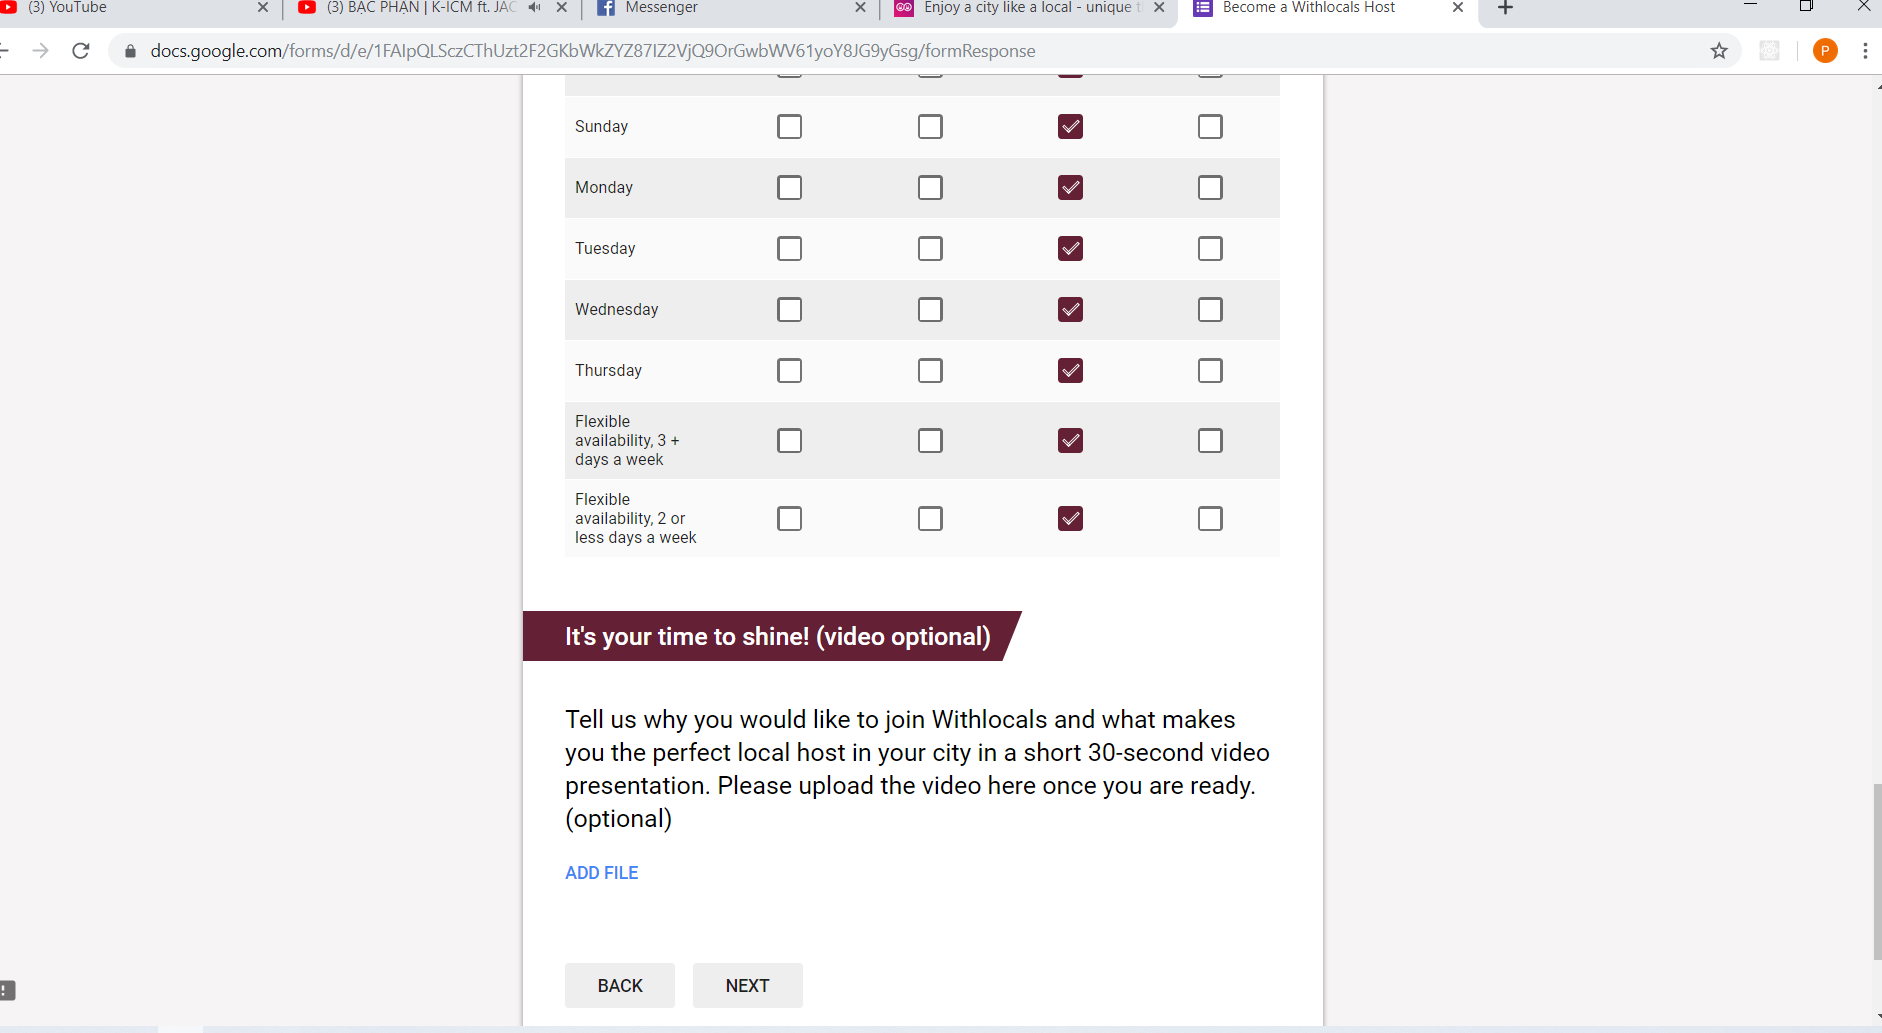 (3) YouTube
(3) BẠC PHẬN | K-ICM ft. JAC
Messenger
Enjoy a city like a local - unique t
Become a Withlocals Host
docs.google.com/forms/d/e/1FAIpQLSczCThUzt2F2GKbWkZYZ87IZ2VjQ9OrGwbWV61yoY8JG9yGsg/formResponse
P
Sunday
Monday
Tuesday
Wednesday
Thursday
Flexible
availability, 3 +
days a week
Flexible
availability, 2 or
less days a week
It's your time to shine! (video optional)
Tell us why you would like to join Withlocals and what makes
you the perfect local host in your city in a short 30-second video
presentation. Please upload the video here once you are ready.
(optional)
ADD FILE
BACK
NEXT